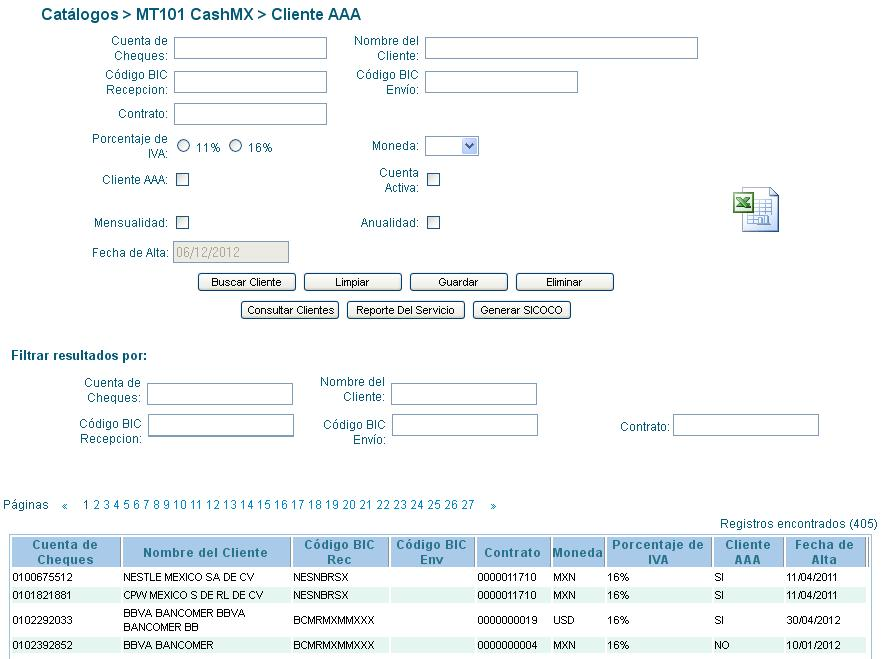 Catálogos > MT101 CashMX > Cliente AAA
Cuenta de Cheques:
Nombre del Cliente:
Código BIC Recepcion:
Código BIC Envío:
Contrato:
Porcentaje de IVA: 11% 16%
Moneda:
Cliente AAA:
Cuenta Activa:
Mensualidad:
Anualidad:
Fecha de Alta: 06/12/2012
Buscar Cliente Limpiar Guardar Eliminar
Consultar Clientes Reporte Del Servicio Generar SICOCO
Filtrar resultados por:
Cuenta de Cheques:
Nombre del Cliente:
Código BIC Recepcion:
Código BIC Envío:
Contrato:
Páginas « 1 2 3 4 5 6 7 8 9 10 11 12 13 14 15 16 17 18 19 20 21 22 23 24 25 26 27 »
Registros encontrados (405)
Cuenta de Cheques Nombre del Cliente Código BIC Rec Código BIC Env Contrato Moneda Porcentaje de IVA Cliente AAA Fecha de Alta
0100675512 NESTLE MEXICO SA DE CV NESNBRSX 0000011710 MXN 16% SI 11/04/2011
0101821881 CPW MEXICO S DE RL DE CV NESNBRSX 0000011710 MXN 16% SI 11/04/2011
0102292033 BBVA BANCOMER BBVA BANCOMER BB BCMRMXMMXXX 0000000019 USD 16% SI 30/04/2012
0102392852 BBVA BANCOMER BCMRMXMMXXX 0000000004 MXN 16% NO 10/01/2012